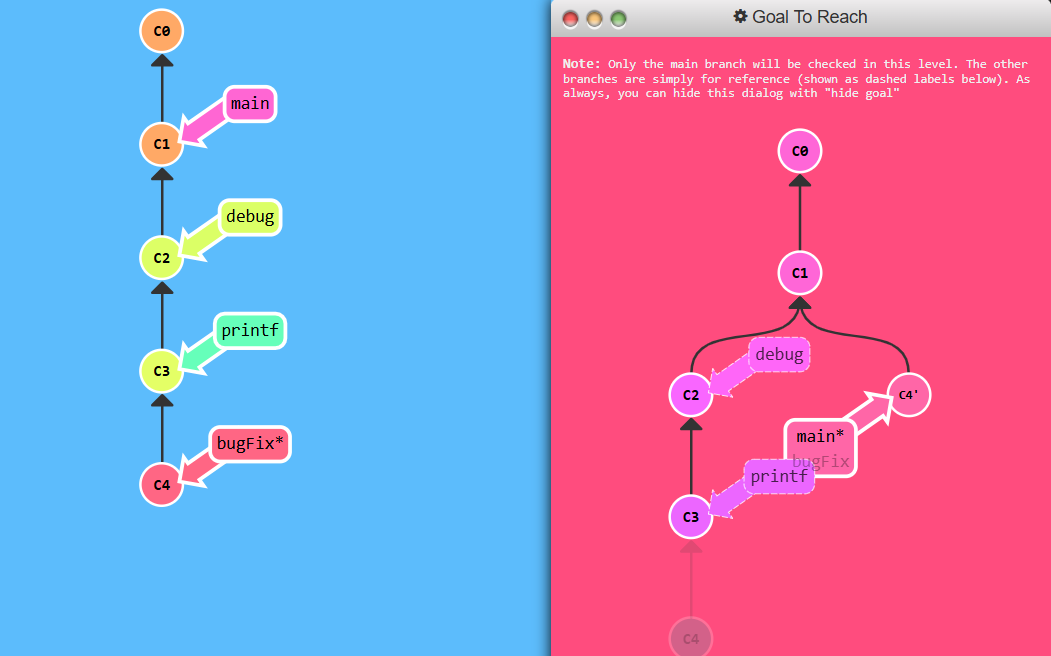 C0
main
C1
debug
C2
printf
C3
bugFix*
C4
Goal To Reach
Note: Only the main branch will be checked in this level. The other
branches are simply for reference (shown as dashed labels below). As
always, you can hide this dialog with "hide goal"
C0
C1
debug
C2
C4'
main*
bugFix
printf
C3
C4